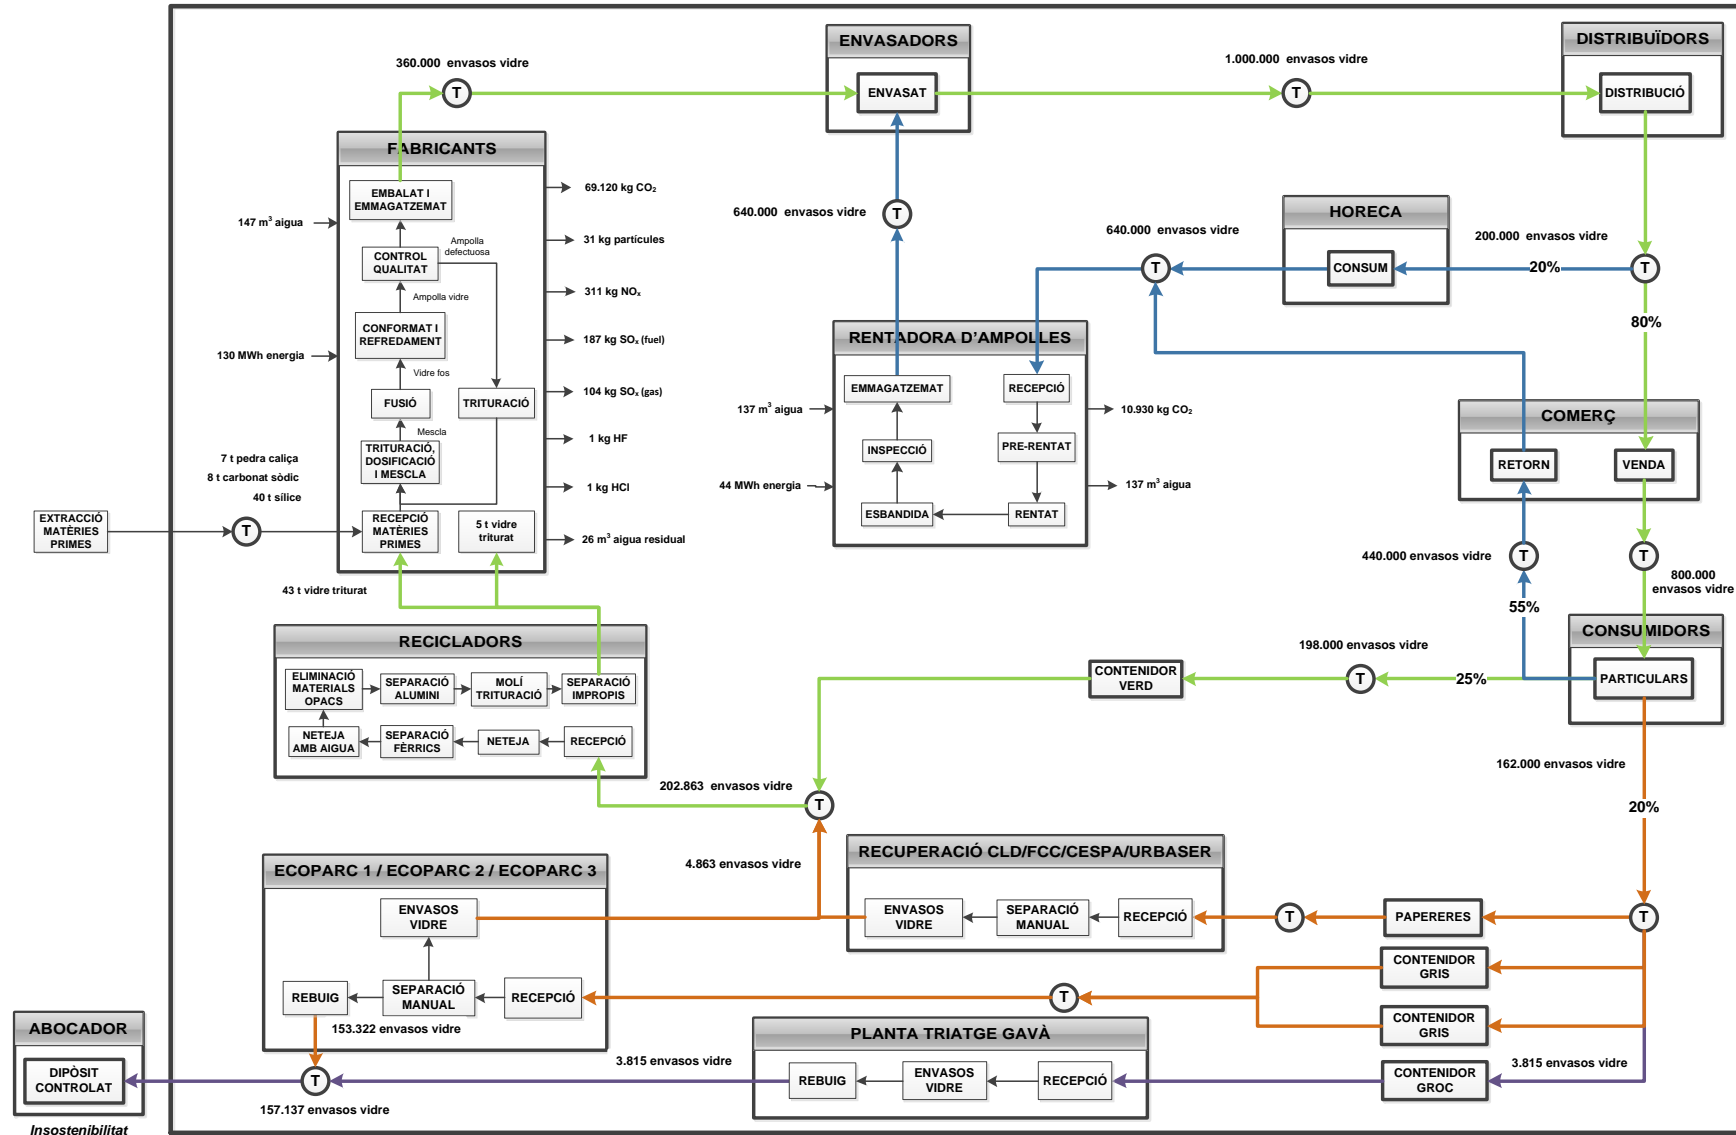 ENVASADORS
ENVASAT
DISTRIBUÏDORS
DISTRIBUCIÓ
360.000 envasos vidre
T
1.000.000 envasos vidre
T
FABRICANTS
EMBALAT I
EMMAGATZEMAT
CONTROL
QUALITAT
Ampolla
defectuosa
Ampolla vidre
CONFORMAT I
REFREDAMENT
Vidre fos
FUSIÓ
TRITURACIÓ
Mescla
TRITURACIÓ,
DOSIFICACIÓ
I MESCLA
RECEPCIÓ
MATÈRIES
PRIMES
5 t vidre
triturat
147 m³ aigua
130 MWh energia
7 t pedra caliça
8 t carbonat sòdic
40 t sílice
EXTRACCIÓ
MATÈRIES
PRIMES
T
69.120 kg CO₂
31 kg partícules
311 kg NOₓ
187 kg SOₓ (fuel)
104 kg SOₓ (gas)
1 kg HF
1 kg HCl
26 m³ aigua residual
43 t vidre triturat
640.000 envasos vidre
T
640.000 envasos vidre
T
HORECA
CONSUM
200.000 envasos vidre
20%
T
80%
RENTADORA D'AMPOLLES
EMMAGATZEMAT
RECEPCIÓ
INSPECCIÓ
PRE-RENTAT
ESBANDIDA
RENTAT
137 m³ aigua
44 MWh energia
10.930 kg CO₂
137 m³ aigua
COMERÇ
RETORN
VENDA
440.000 envasos vidre
T
T
800.000
envasos vidre
55%
CONSUMIDORS
PARTICULARS
198.000 envasos vidre
T
25%
CONTENIDOR
VERD
RECICLADORS
ELIMINACIÓ
MATERIALS
OPACS
SEPARACIÓ
ALUMINI
MOLÍ
TRITURACIÓ
SEPARACIÓ
IMPROPIS
NETEJA
AMB AIGUA
SEPARACIÓ
FÈRRICS
NETEJA
RECEPCIÓ
202.863 envasos vidre
T
162.000 envasos vidre
20%
4.863 envasos vidre
ECOPARC 1 / ECOPARC 2 / ECOPARC 3
ENVASOS
VIDRE
REBUIG
SEPARACIÓ
MANUAL
RECEPCIÓ
153.322 envasos vidre
RECUPERACIÓ CLD/FCC/CESPA/URBASER
ENVASOS
VIDRE
SEPARACIÓ
MANUAL
RECEPCIÓ
T
PAPERERES
T
CONTENIDOR
GRIS
T
CONTENIDOR
GRIS
PLANTA TRIATGE GAVÀ
REBUIG
ENVASOS
VIDRE
RECEPCIÓ
CONTENIDOR
GROC
3.815 envasos vidre
3.815 envasos vidre
T
157.137 envasos vidre
ABOCADOR
DIPÒSIT
CONTROLAT
Insostenibilitat